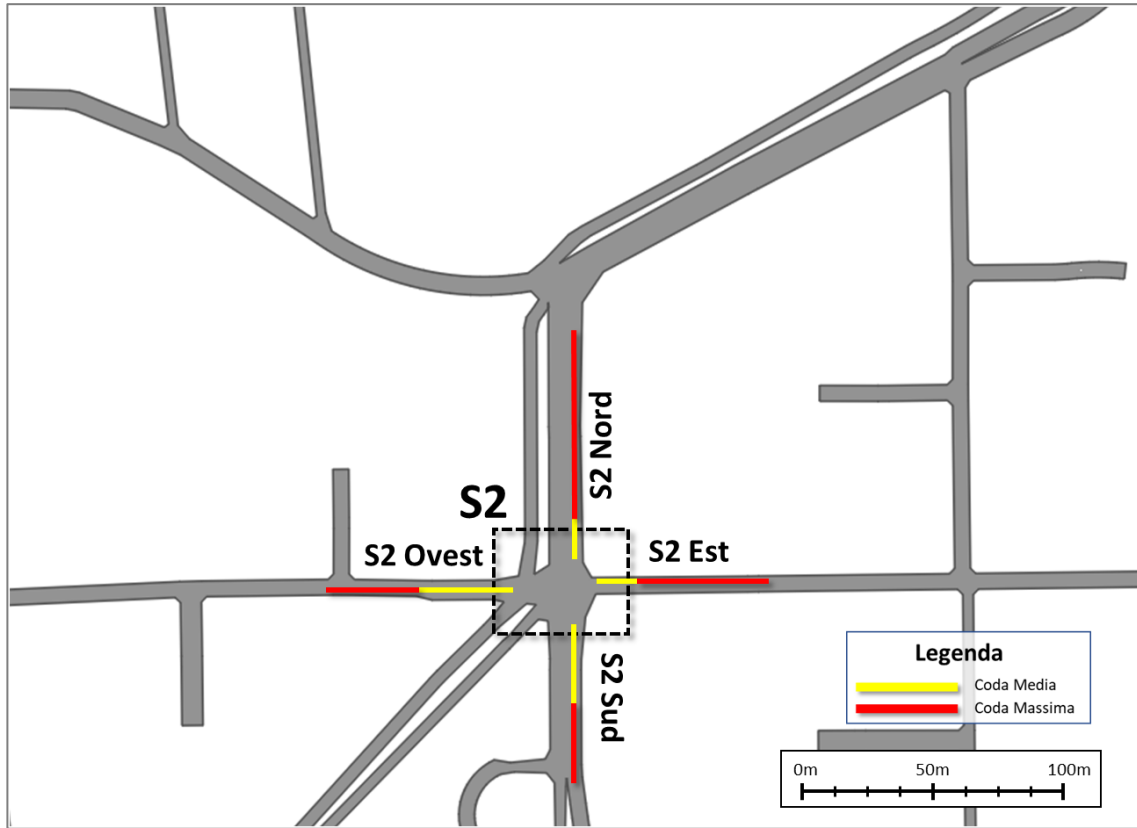 S2 Nord
S2
S2 Ovest
S2 Est
S2 Sud
Legenda
Coda Media
Coda Massima
0m
50m
100m